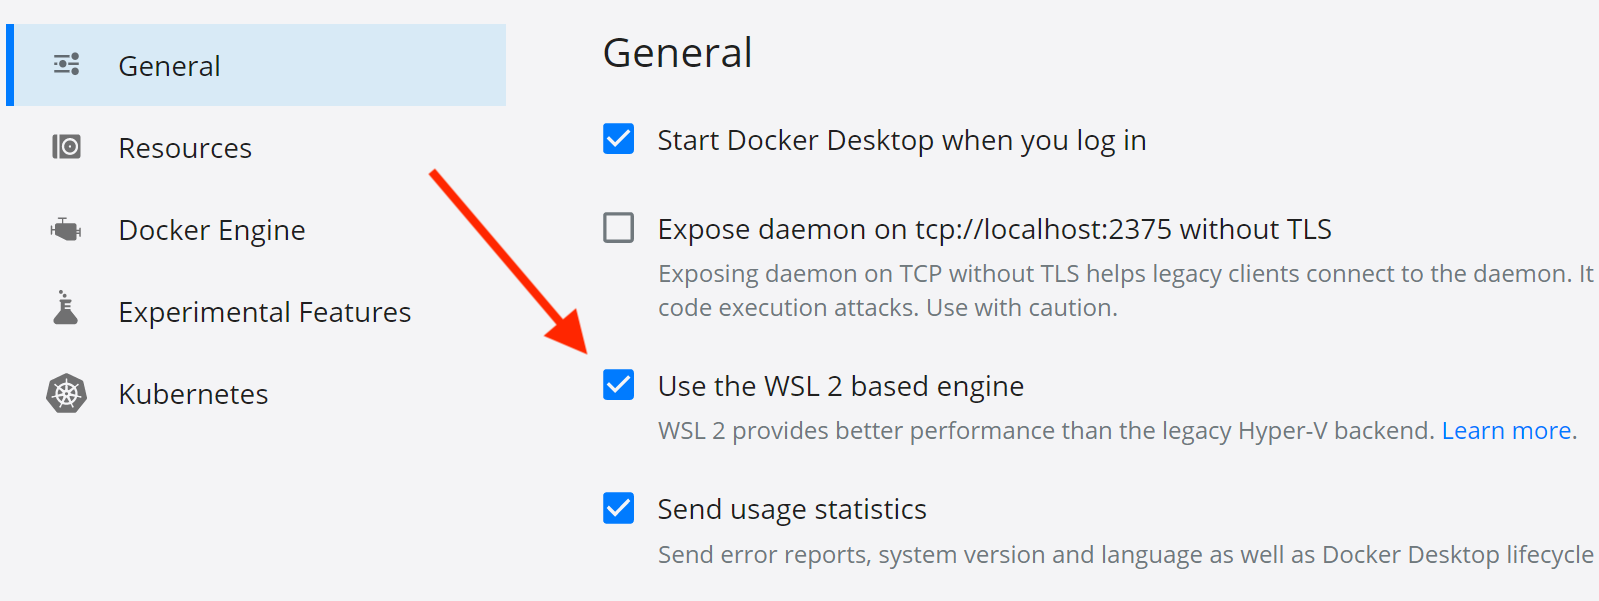 General
Resources
Docker Engine
Experimental Features
Kubernetes
General
Start Docker Desktop when you log in
Expose daemon on tcp://localhost:2375 without TLS
Exposing daemon on TCP without TLS helps legacy clients connect to the daemon. It
code execution attacks. Use with caution.
Use the WSL 2 based engine
WSL 2 provides better performance than the legacy Hyper-V backend. Learn more.
Send usage statistics
Send error reports, system version and language as well as Docker Desktop lifecycle